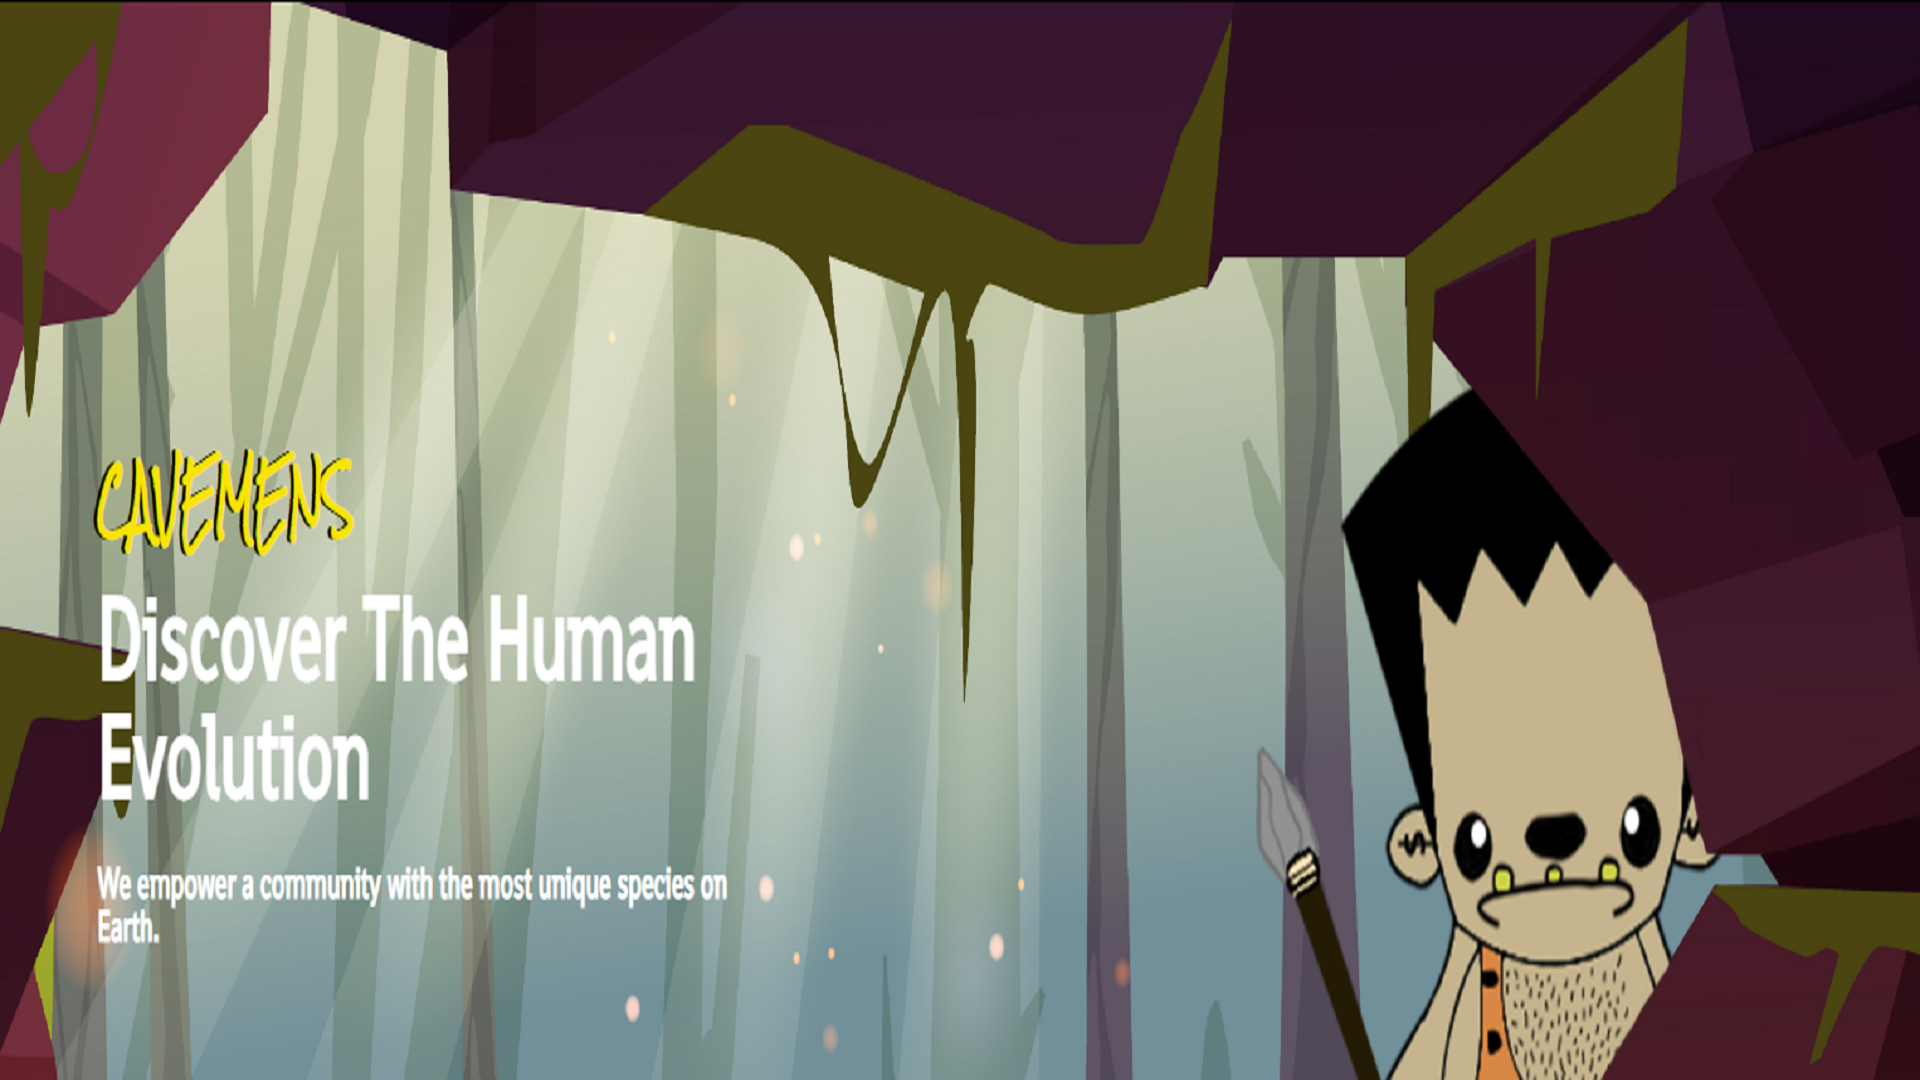 CAVEMENS
Discover The Human
Evolution
We empower a community with the most unique species on
Earth.